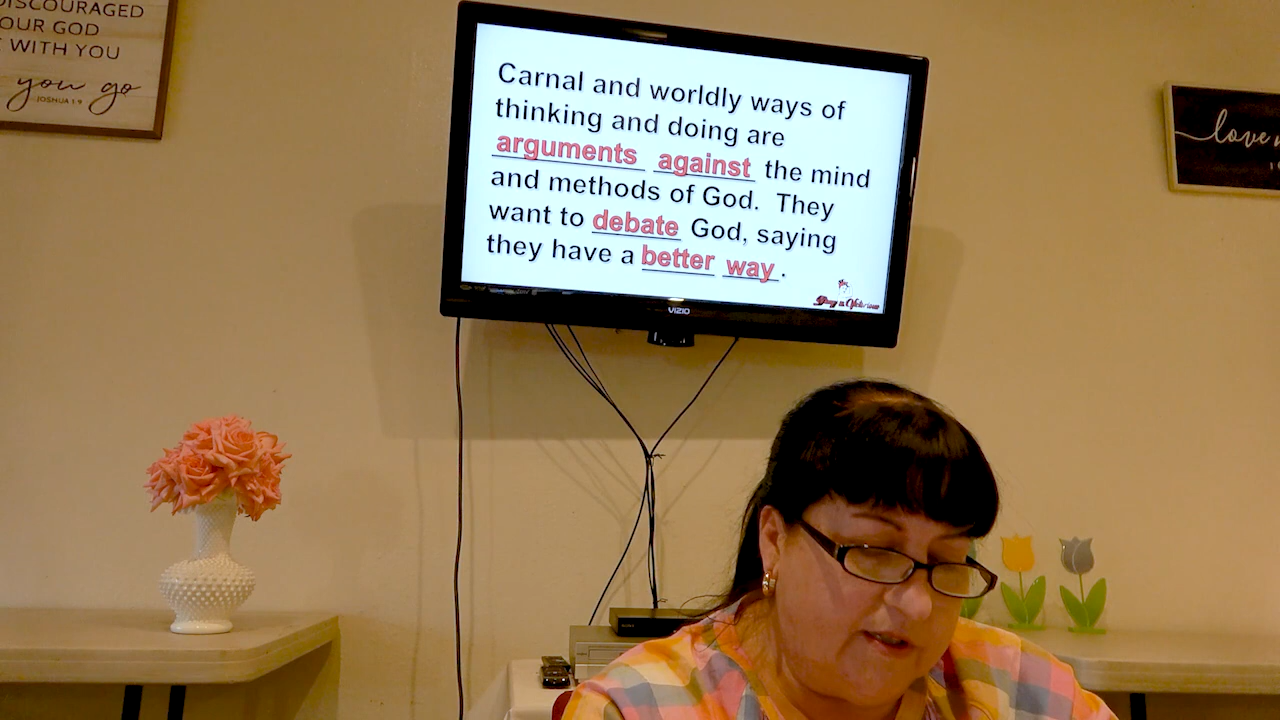 DISCOURAGED
OUR GOD
WITH YOU
you go
JOSHUA 1:9
Carnal and worldly ways of
thinking and doing are
arguments against the mind
and methods of God. They
want to debate God, saying
they have a better way.
VIZIO
love